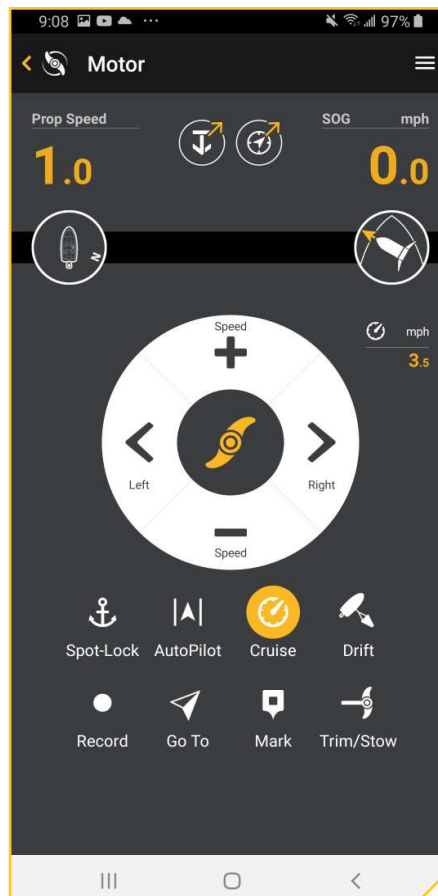 9:08 97%
Motor
Prop Speed SOG mph
1.0 0.0
N
Speed
mph
3.5
Left Right
Speed
Spot-Lock AutoPilot Cruise Drift
Record Go To Mark Trim/Stow